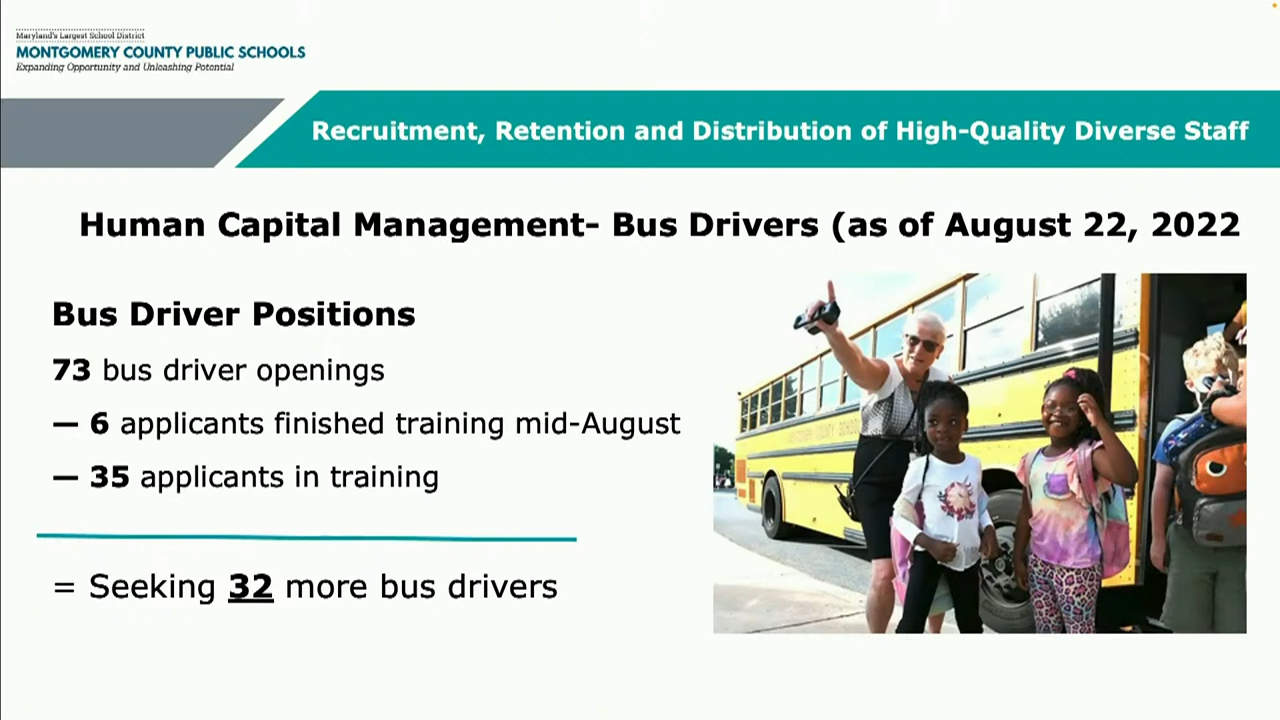 Maryland's Largest School District
MONTGOMERY COUNTY PUBLIC SCHOOLS
Expanding Opportunity and Unleashing Potential
Recruitment, Retention and Distribution of High-Quality Diverse Staff
Human Capital Management- Bus Drivers (as of August 22, 2022
Bus Driver Positions
73 bus driver openings
— 6 applicants finished training mid-August
— 35 applicants in training
= Seeking 32 more bus drivers